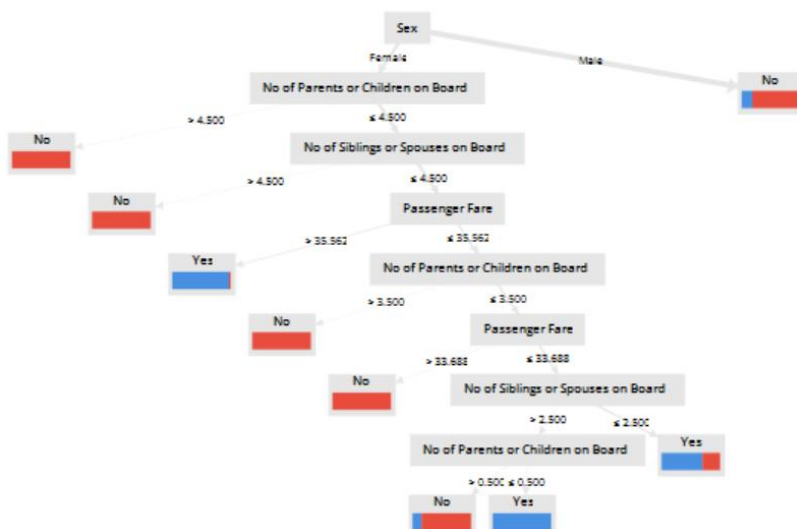 Sex
Female
Male
No of Parents or Children on Board
No
> 4.500
≤ 4.500
No
No of Siblings or Spouses on Board
> 4.500
≤ 4.500
No
Passenger Fare
> 35.562
≤ 35.562
Yes
No of Parents or Children on Board
> 3.500
≤ 3.500
No
Passenger Fare
> 33.688
≤ 33.688
No
No of Siblings or Spouses on Board
> 2.500
≤ 2.500
No of Parents or Children on Board
Yes
> 0.500
≤ 0.500
No
Yes